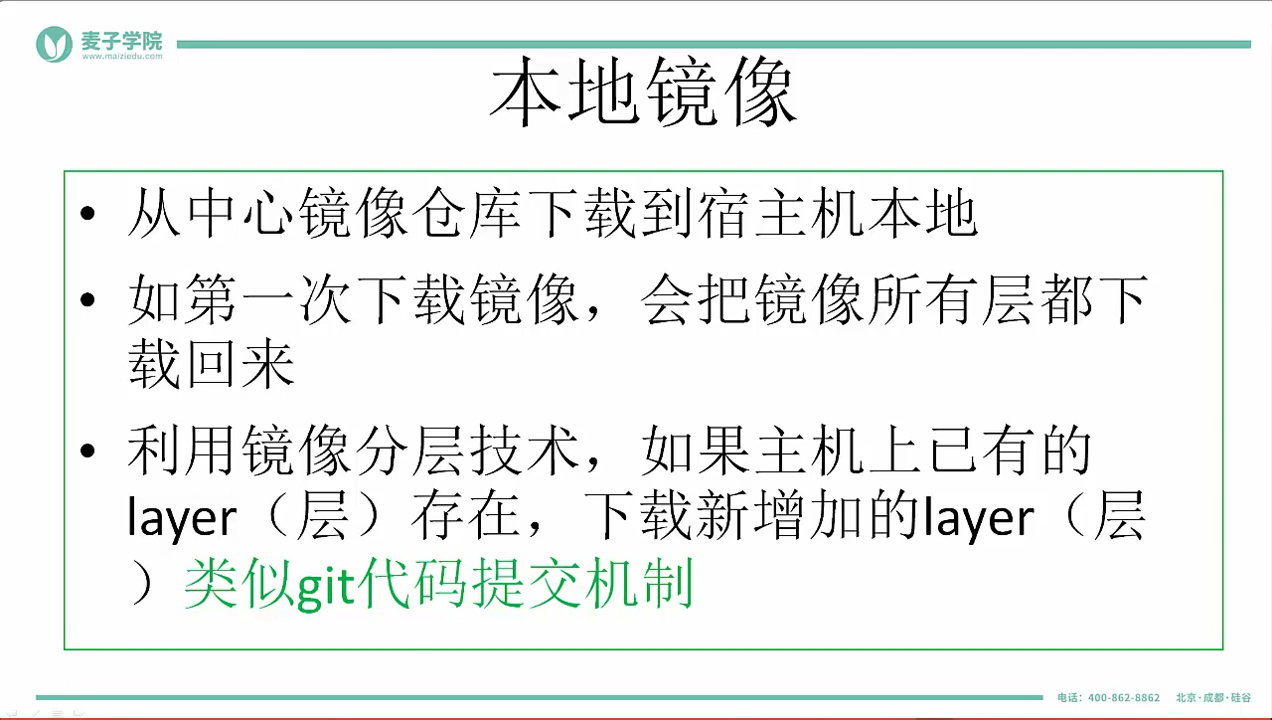 麦子学院
www.maiziedu.com
本地镜像
• 从中心镜像仓库下载到宿主机本地
• 如第一次下载镜像，会把镜像所有层都下
载回来
• 利用镜像分层技术，如果主机上已有的
layer（层）存在，下载新增加的layer（层
）类似git代码提交机制
电话：400-862-8862 北京·成都·硅谷